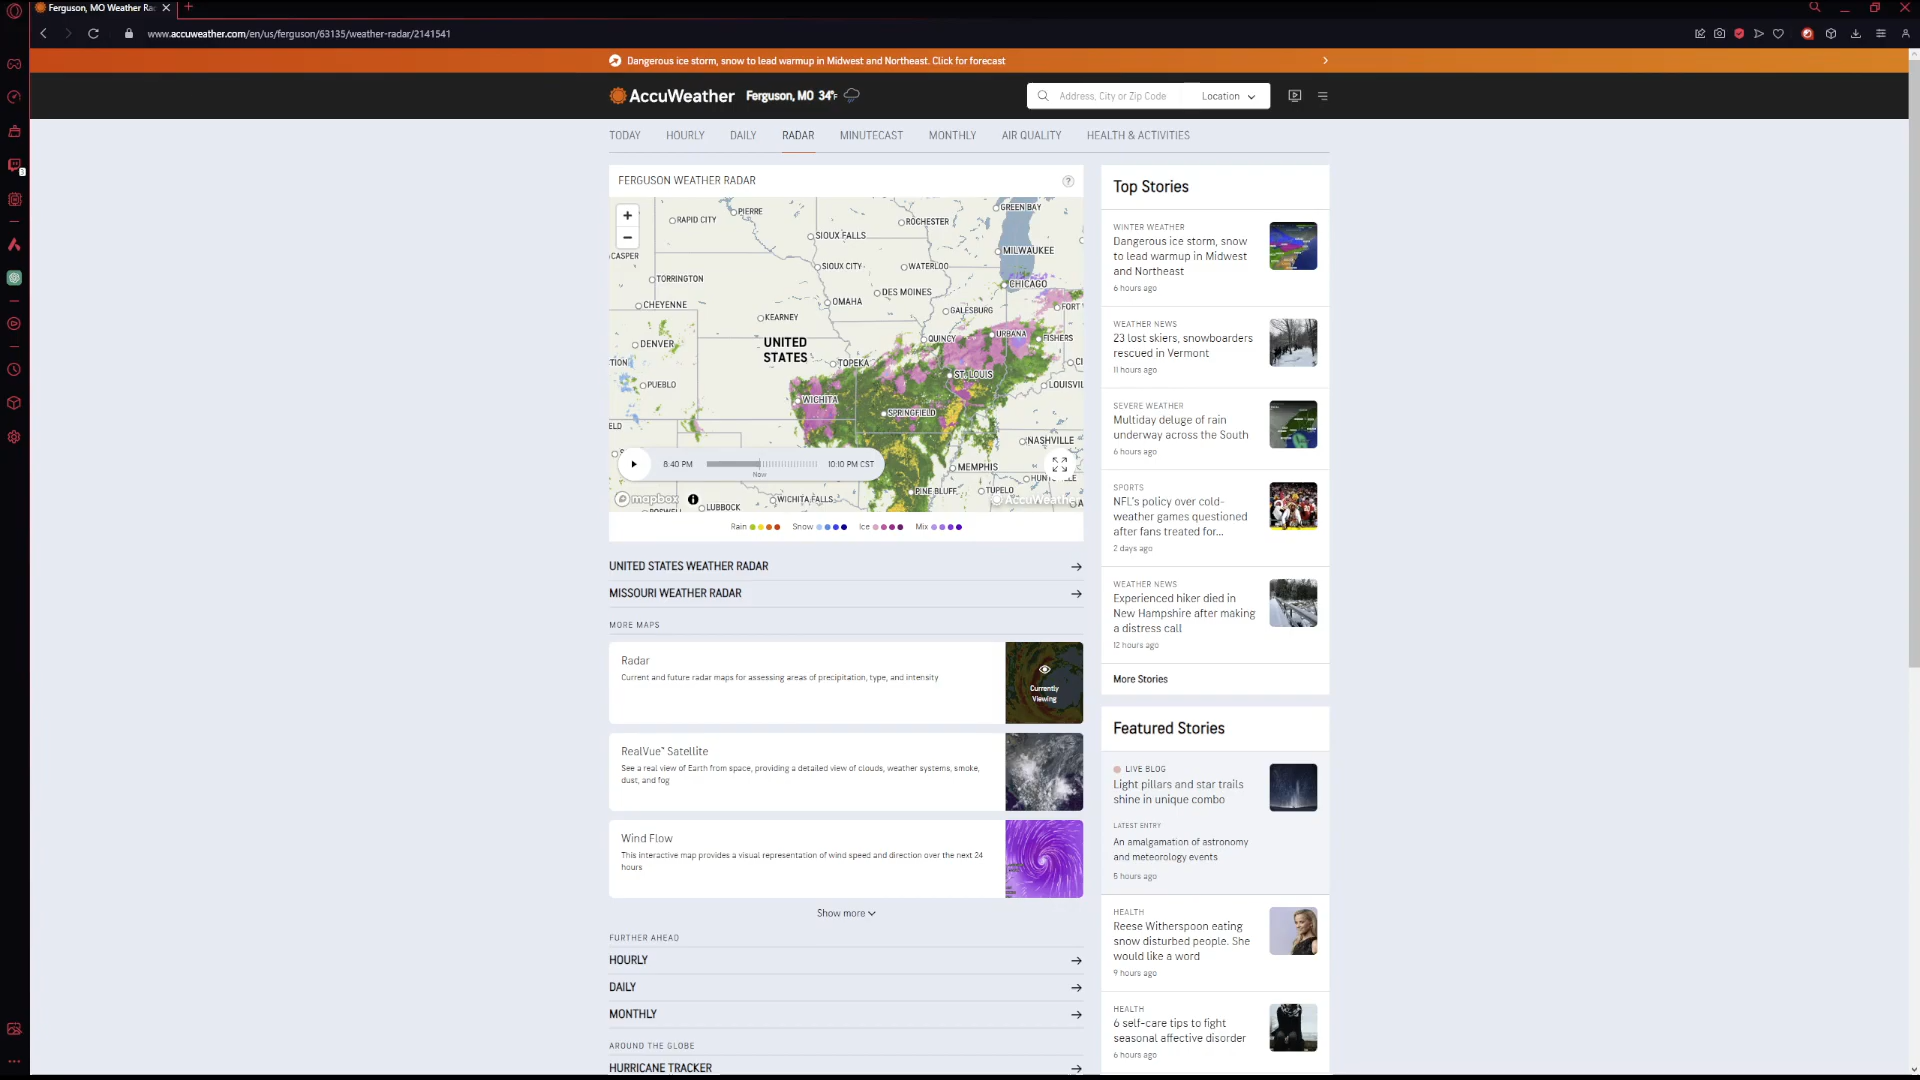 Ferguson, MO Weather Ra
www.accuweather.com/en/us/ferguson/63135/weather-radar/2141541
Dangerous ice storm, snow to lead warmup in Midwest and Northeast. Click for forecast
AccuWeather
Ferguson, MO 34°F
Address, City or Zip Code
Location
TODAY
HOURLY
DAILY
RADAR
MINUTECAST
MONTHLY
AIR QUALITY
HEALTH & ACTIVITIES
FERGUSON WEATHER RADAR
?
+
−
RAPID CITY
PIERRE
ROCHESTER
GREEN BAY
SIOUX FALLS
MILWAUKEE
CASPER
SIOUX CITY
WATERLOO
TORRINGTON
CHICAGO
DES MOINES
CHEYENNE
OMAHA
FORT
GALESBURG
KEARNEY
DENVER
UNITED
STATES
QUINCY
URBANA
FISHERS
TION
TOPEKA
CI
ST. LOUIS
PUEBLO
LOUISVIL
WICHITA
SPRINGFIELD
ELD
NASHVILLE
S
8:40 PM
Now
10:10 PM CST
MEMPHIS
HUNTSVILLE
mapbox
WICHITA FALLS
PINE BLUFF
TUPELO
AccuWeather
LUBBOCK
Rain
Snow
Ice
Mix
UNITED STATES WEATHER RADAR
MISSOURI WEATHER RADAR
MORE MAPS
Radar
Current and future radar maps for assessing areas of precipitation, type, and intensity
Currently
Viewing
RealVue™ Satellite
See a real view of Earth from space, providing a detailed view of clouds, weather systems, smoke,
dust, and fog
Wind Flow
This interactive map provides a visual representation of wind speed and direction over the next 24
hours
Show more
FURTHER AHEAD
HOURLY
DAILY
MONTHLY
AROUND THE GLOBE
HURRICANE TRACKER
Top Stories
WINTER WEATHER
Dangerous ice storm, snow
to lead warmup in Midwest
and Northeast
6 hours ago
WEATHER NEWS
23 lost skiers, snowboarders
rescued in Vermont
11 hours ago
SEVERE WEATHER
Multiday deluge of rain
underway across the South
6 hours ago
SPORTS
NFL's policy over cold-
weather games questioned
after fans treated for...
2 days ago
WEATHER NEWS
Experienced hiker died in
New Hampshire after making
a distress call
12 hours ago
More Stories
Featured Stories
LIVE BLOG
Light pillars and star trails
shine in unique combo
LATEST ENTRY
An amalgamation of astronomy
and meteorology events
5 hours ago
HEALTH
Reese Witherspoon eating
snow disturbed people. She
would like a word
9 hours ago
HEALTH
6 self-care tips to fight
seasonal affective disorder
6 hours ago